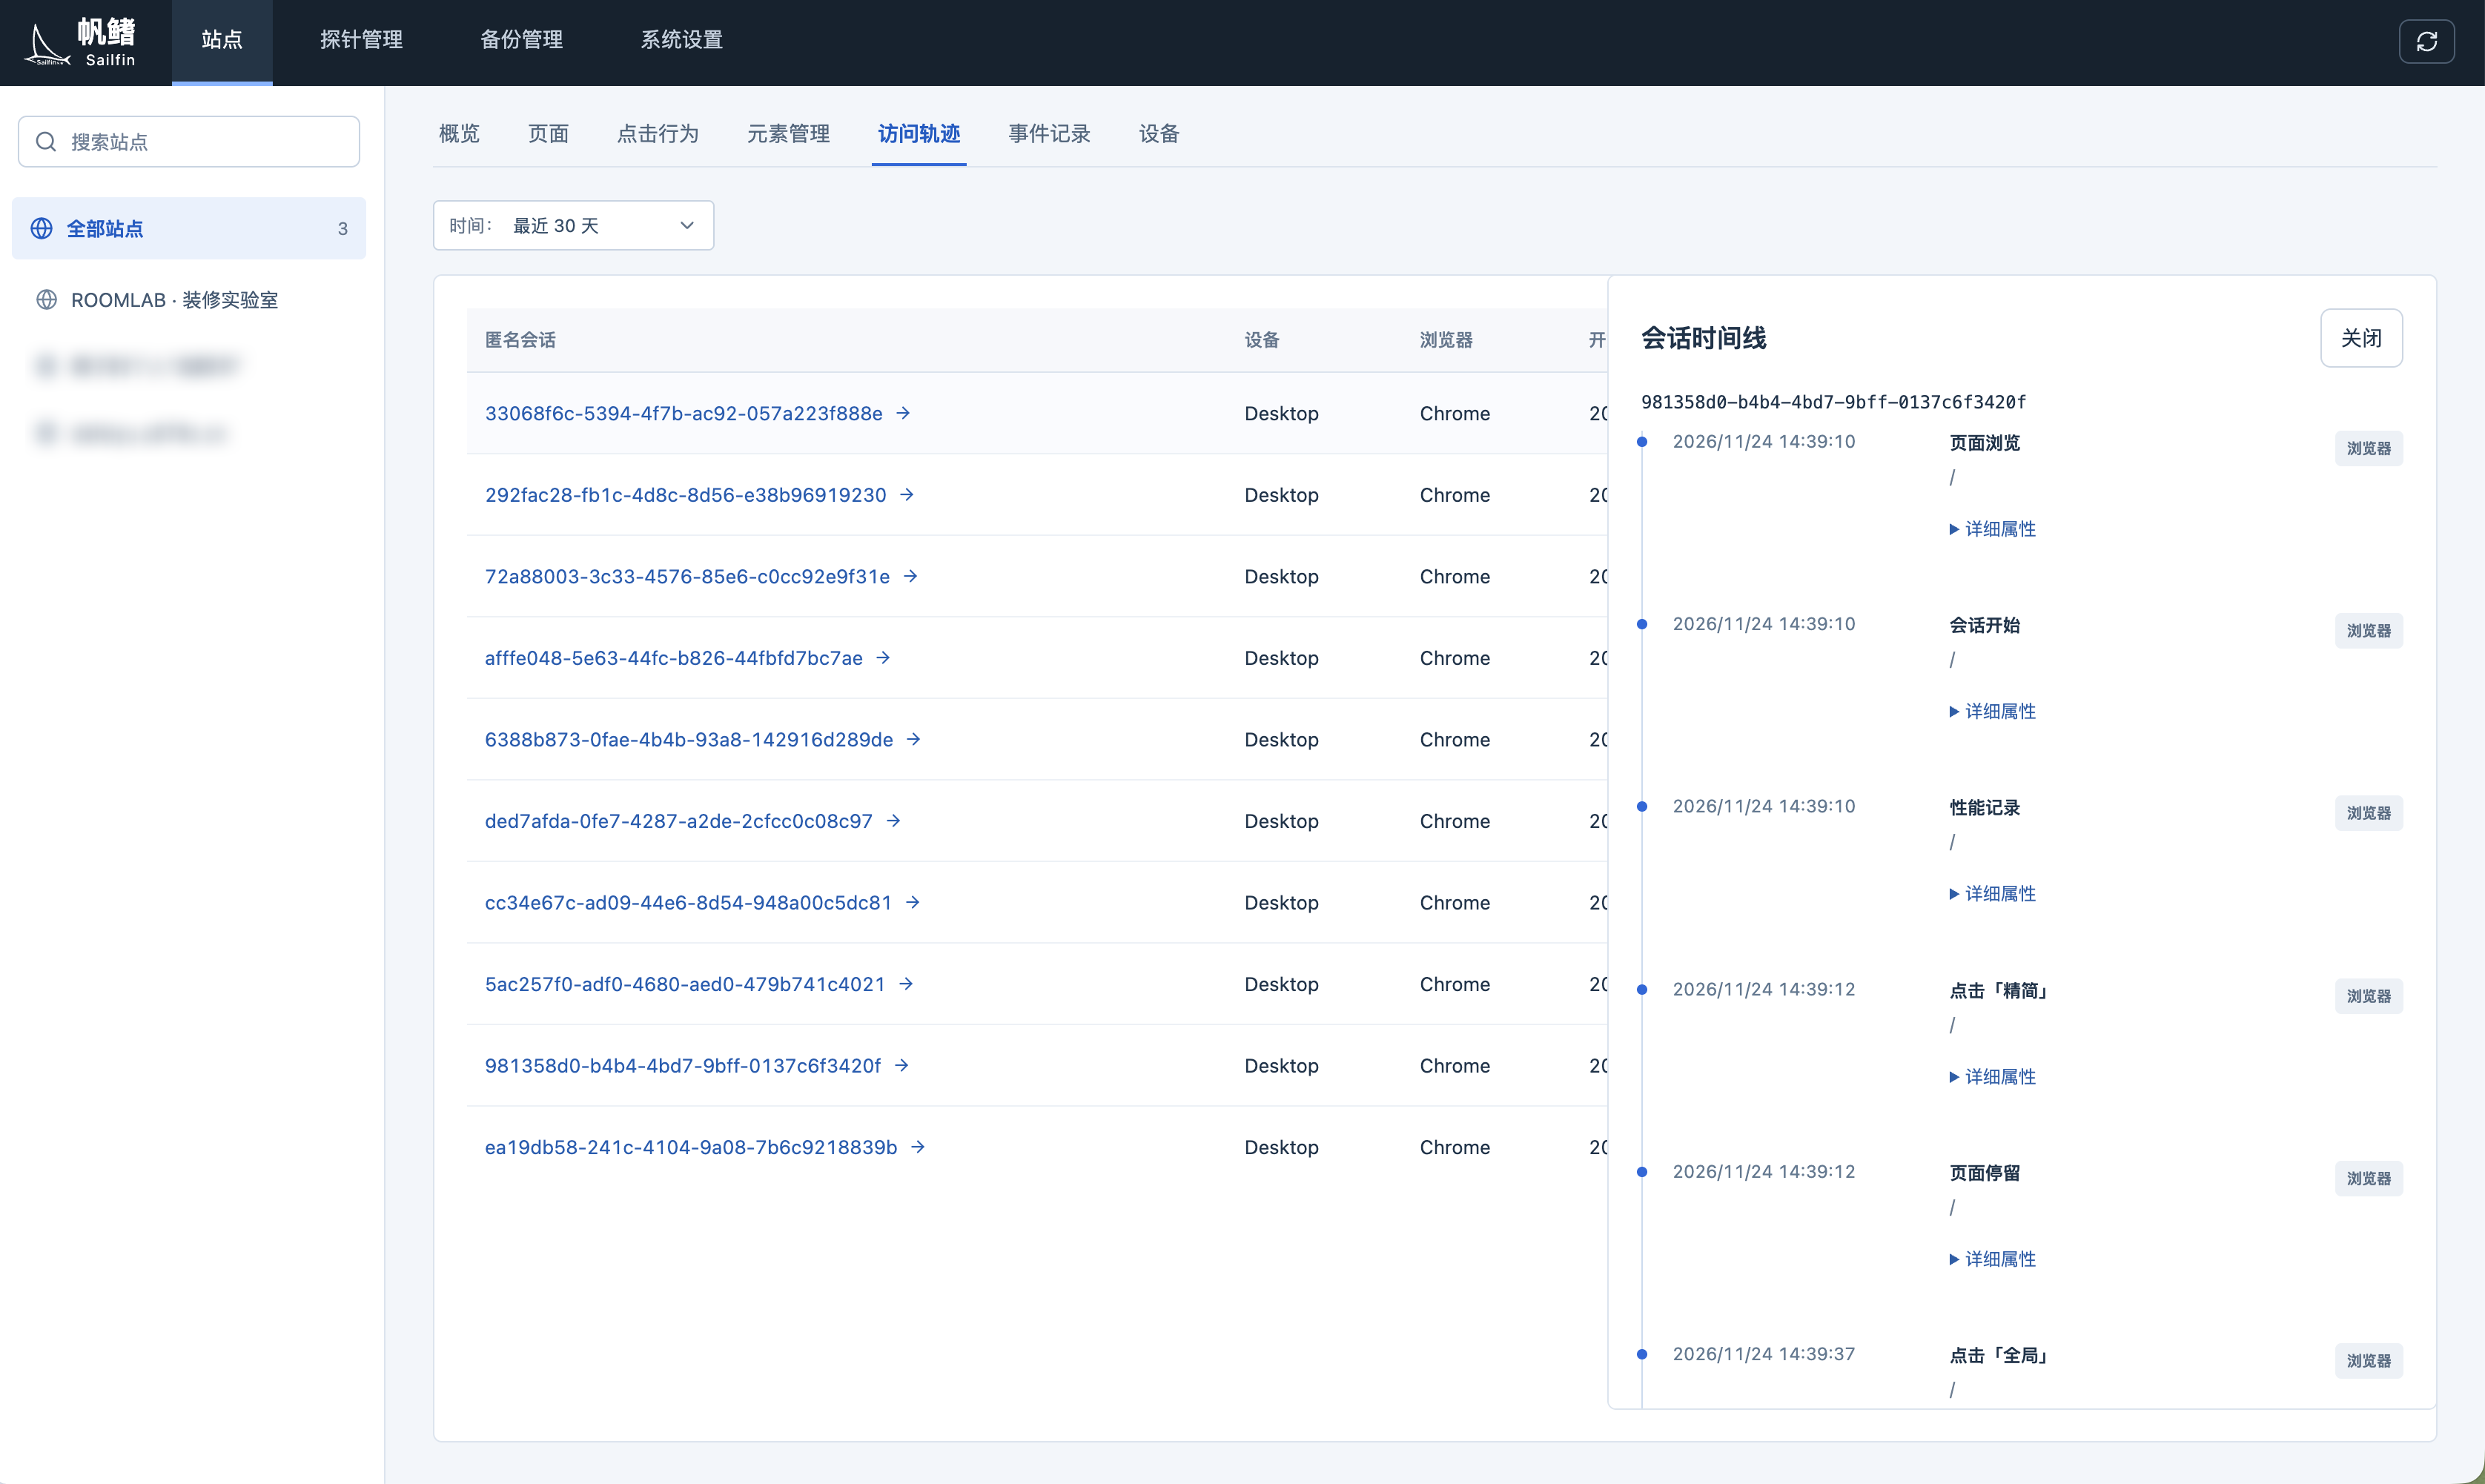 帆鳍
Sailfin
站点
探针管理
备份管理
系统设置
搜索站点
全部站点 3
ROOMLAB · 装修实验室
概览
页面
点击行为
元素管理
访问轨迹
事件记录
设备
时间： 最近 30 天
匿名会话 设备 浏览器 开
33068f6c-5394-4f7b-ac92-057a223f888e → Desktop Chrome 20
292fac28-fb1c-4d8c-8d56-e38b96919230 → Desktop Chrome 20
72a88003-3c33-4576-85e6-c0cc92e9f31e → Desktop Chrome 20
afffe048-5e63-44fc-b826-44fbfd7bc7ae → Desktop Chrome 20
6388b873-0fae-4b4b-93a8-142916d289de → Desktop Chrome 20
ded7afda-0fe7-4287-a2de-2cfcc0c08c97 → Desktop Chrome 20
cc34e67c-ad09-44e6-8d54-948a00c5dc81 → Desktop Chrome 20
5ac257f0-adf0-4680-aed0-479b741c4021 → Desktop Chrome 20
981358d0-b4b4-4bd7-9bff-0137c6f3420f → Desktop Chrome 20
ea19db58-241c-4104-9a08-7b6c9218839b → Desktop Chrome 20
会话时间线
关闭
981358d0-b4b4-4bd7-9bff-0137c6f3420f
2026/11/24 14:39:10 页面浏览 浏览器
/
详细属性
2026/11/24 14:39:10 会话开始 浏览器
/
详细属性
2026/11/24 14:39:10 性能记录 浏览器
/
详细属性
2026/11/24 14:39:12 点击「精简」 浏览器
/
详细属性
2026/11/24 14:39:12 页面停留 浏览器
/
详细属性
2026/11/24 14:39:37 点击「全局」 浏览器
/